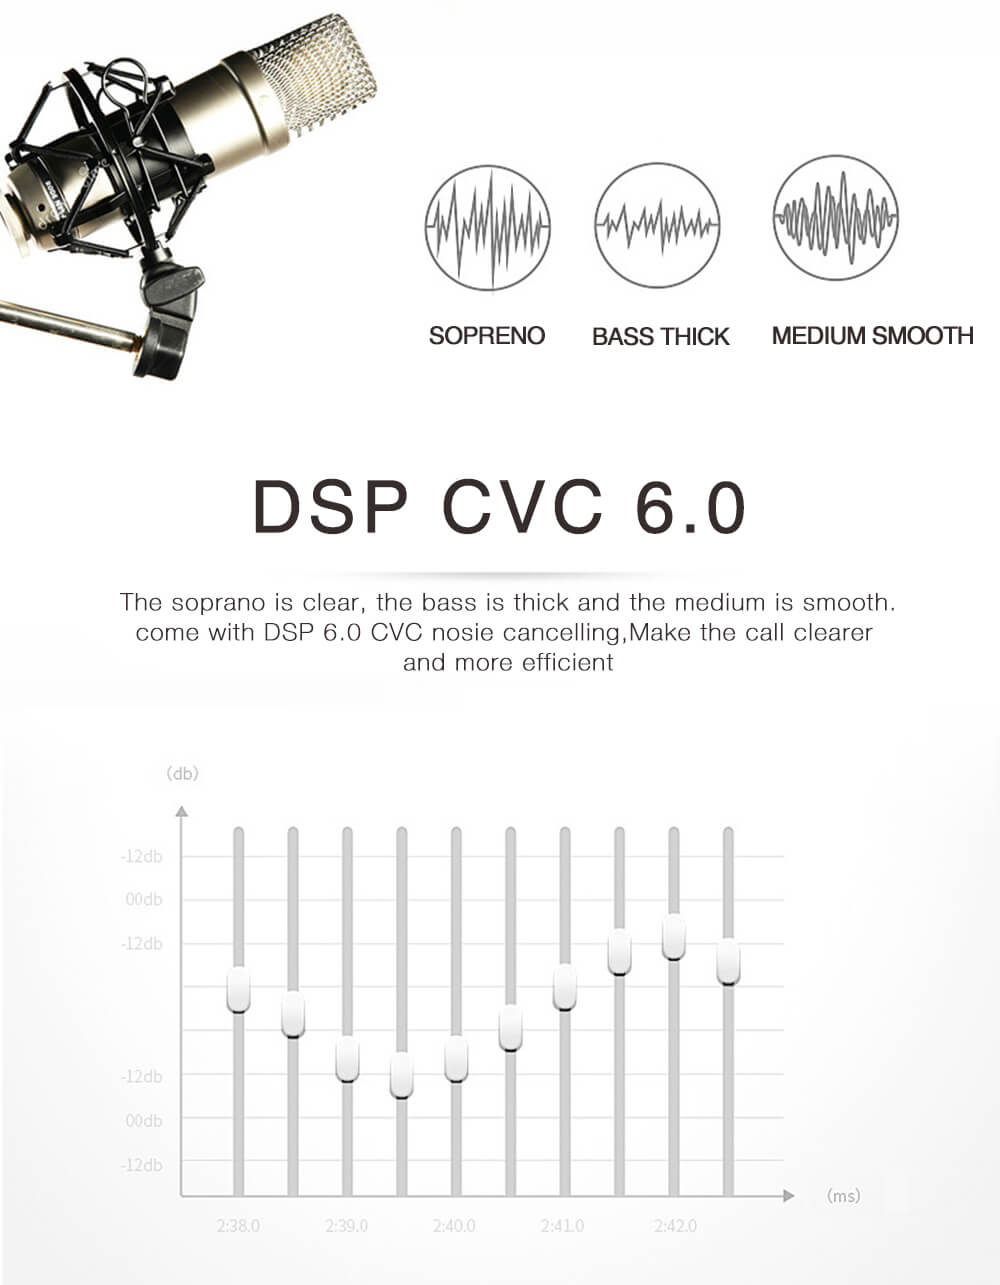 SOPRENO
BASS THICK
MEDIUM SMOOTH
DSP CVC 6.0
The soprano is clear, the bass is thick and the medium is smooth.
come with DSP 6.0 CVC nosie cancelling,Make the call clearer
and more efficient
(db)
-12db
00db
-12db
-12db
00db
-12db
(ms)
2:38.0 2:39.0 2:40.0 2:41.0 2:42.0